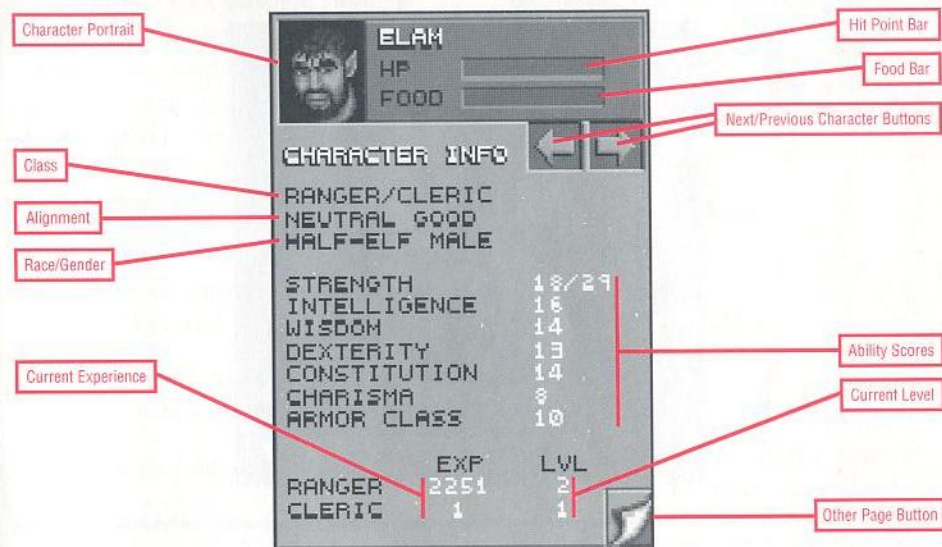 Character Portrait
Hit Point Bar
Food Bar
Next/Previous Character Buttons
Class
Alignment
Race/Gender
Current Experience
Ability Scores
Current Level
Other Page Button
ELAM
HP
FOOD
CHARACTER INFO
RANGER/CLERIC
NEUTRAL GOOD
HALF-ELF MALE
STRENGTH 18/29
INTELLIGENCE 16
WISDOM 14
DEXTERITY 13
CONSTITUTION 14
CHARISMA 8
ARMOR CLASS 10
EXP LVL
RANGER 2251 2
CLERIC 1 1